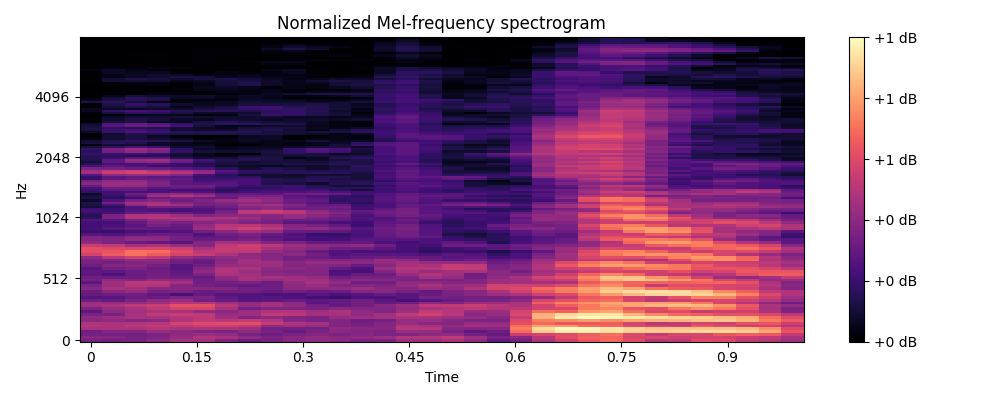 Normalized Mel-frequency spectrogram
Hz
4096
2048
1024
512
0
0 0.15 0.3 0.45 0.6 0.75 0.9
Time
+1 dB
+1 dB
+1 dB
+0 dB
+0 dB
+0 dB